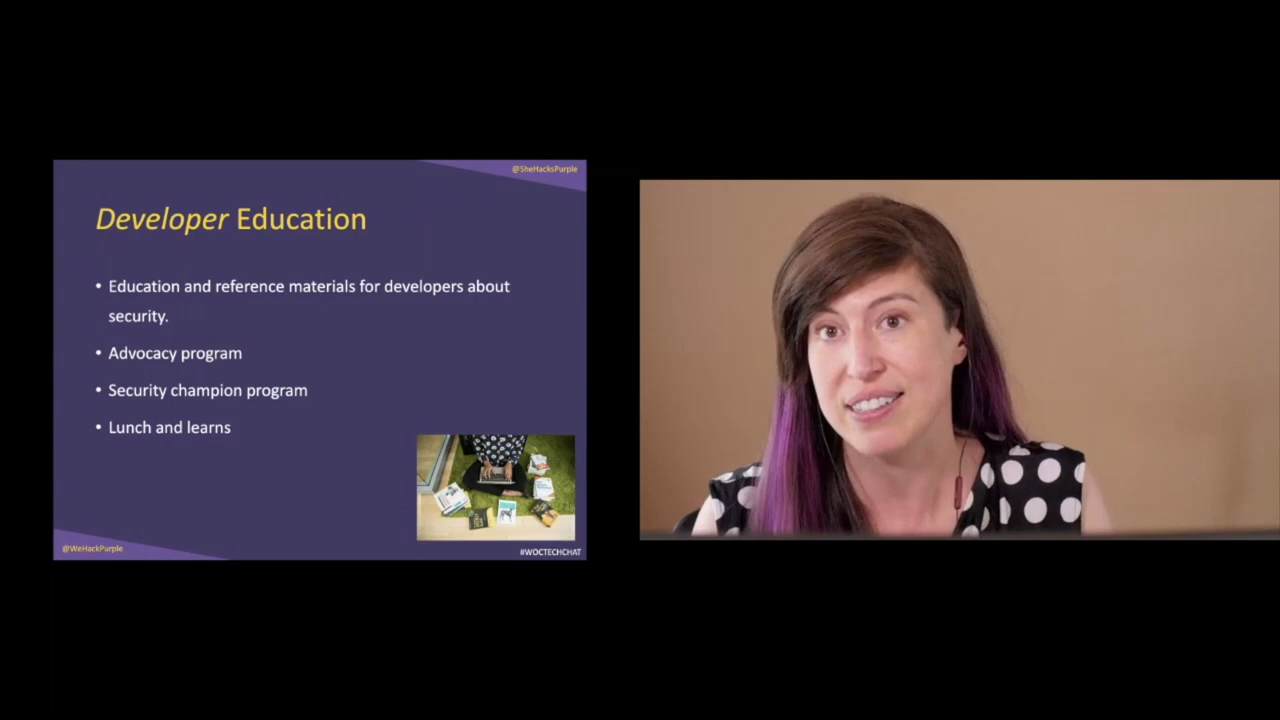 @SheHacksPurple
Developer Education
• Education and reference materials for developers about
security.
• Advocacy program
• Security champion program
• Lunch and learns
@WeHackPurple
#WOCTECHCHAT